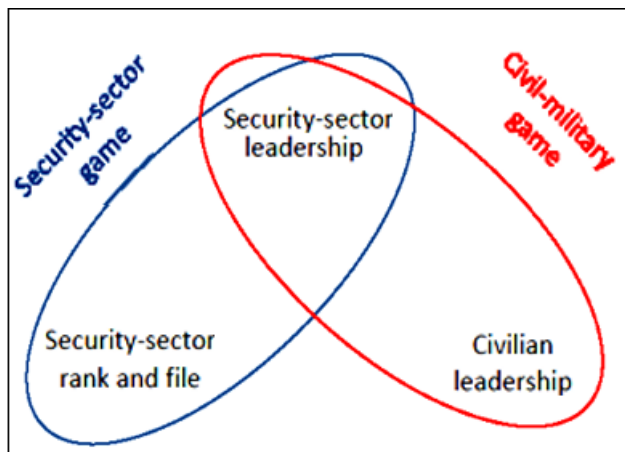 Security-sector
game
Civil-military
game
Security-sector
leadership
Security-sector
rank and file
Civilian
leadership